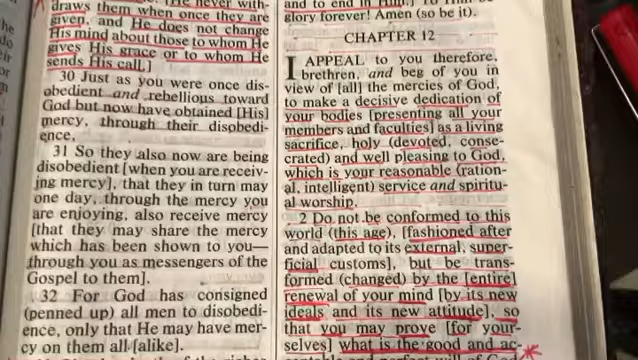 [He never with-
draws them when once they are
given, and He does not change
His mind about those to whom He
gives His grace or to whom He
sends His call.]
30 Just as you were once dis-
obedient and rebellious toward
God but now have obtained [His]
mercy, through their disobedi-
ence,
31 So they also now are being
disobedient [when you are receiv-
ing mercy], that they in turn may
one day, through the mercy you
are enjoying, also receive mercy
[that they may share the mercy
which has been shown to you—
through you as messengers of the
Gospel to them].
32 For God has consigned
(penned up) all men to disobedi-
ence, only that He may have mer-
cy on them all [alike].
and to end in Him.] To Him be
glory forever! Amen (so be it).
CHAPTER 12
I APPEAL to you therefore,
brethren, and beg of you in
view of [all] the mercies of God,
to make a decisive dedication of
your bodies [presenting all your
members and faculties] as a living
sacrifice, holy (devoted, conse-
crated) and well pleasing to God,
which is your reasonable (ration-
al, intelligent) service and spiritu-
al worship.
2 Do not be conformed to this
world (this age), [fashioned after
and adapted to its external, super-
ficial customs], but be trans-
formed (changed) by the [entire]
renewal of your mind [by its new
ideals and its new attitude], so
that you may prove [for your-
selves] what is the good and ac-